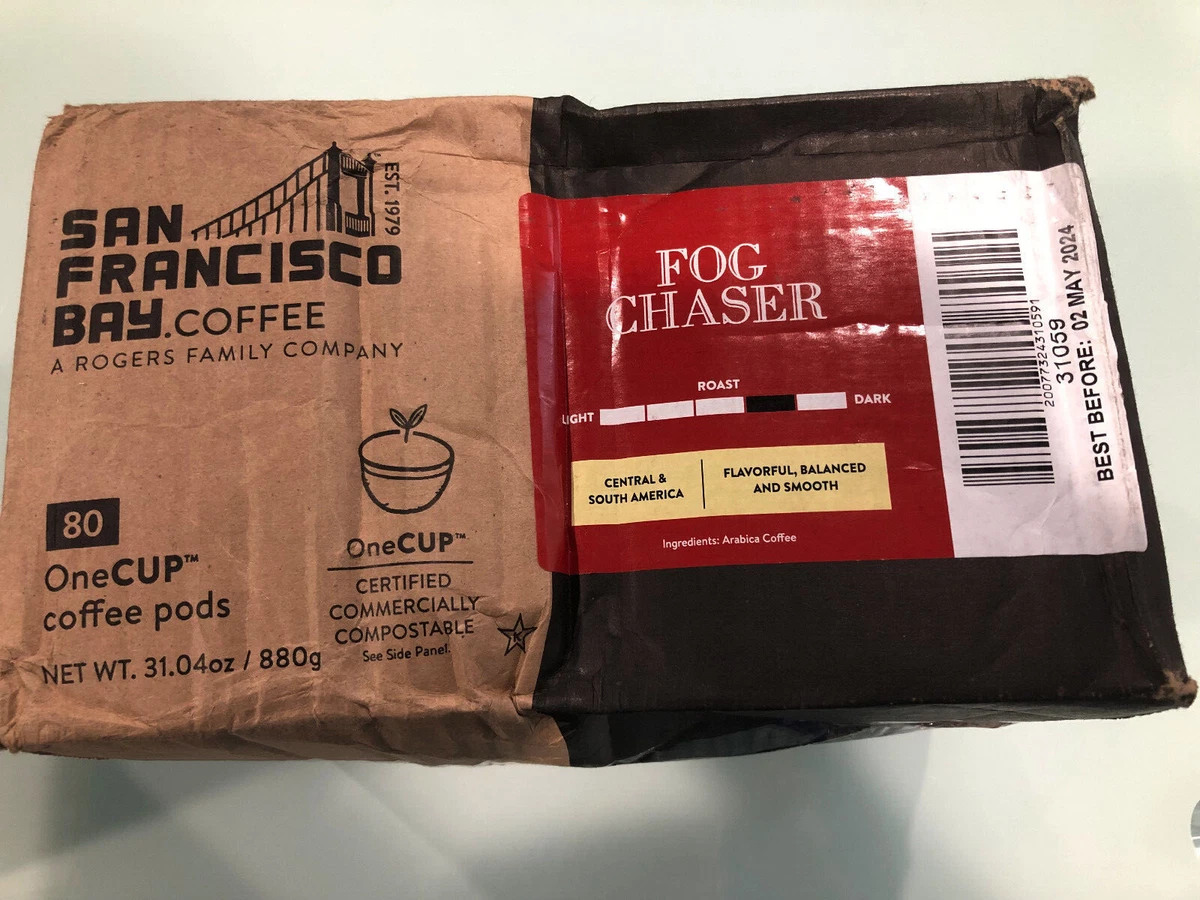 SAN
FRANCISCO
BAY.COFFEE
A ROGERS FAMILY COMPANY
EST. 1979
80
OneCUP™
coffee pods
NET WT. 31.04oz / 880g
OneCUP™
CERTIFIED
COMMERCIALLY
COMPOSTABLE
See Side Panel.
K
FOG
CHASER
ROAST
LIGHT
DARK
CENTRAL &
SOUTH AMERICA
FLAVORFUL, BALANCED
AND SMOOTH
Ingredients: Arabica Coffee
20077324310591
31059
BEST BEFORE: 02 MAY 2024